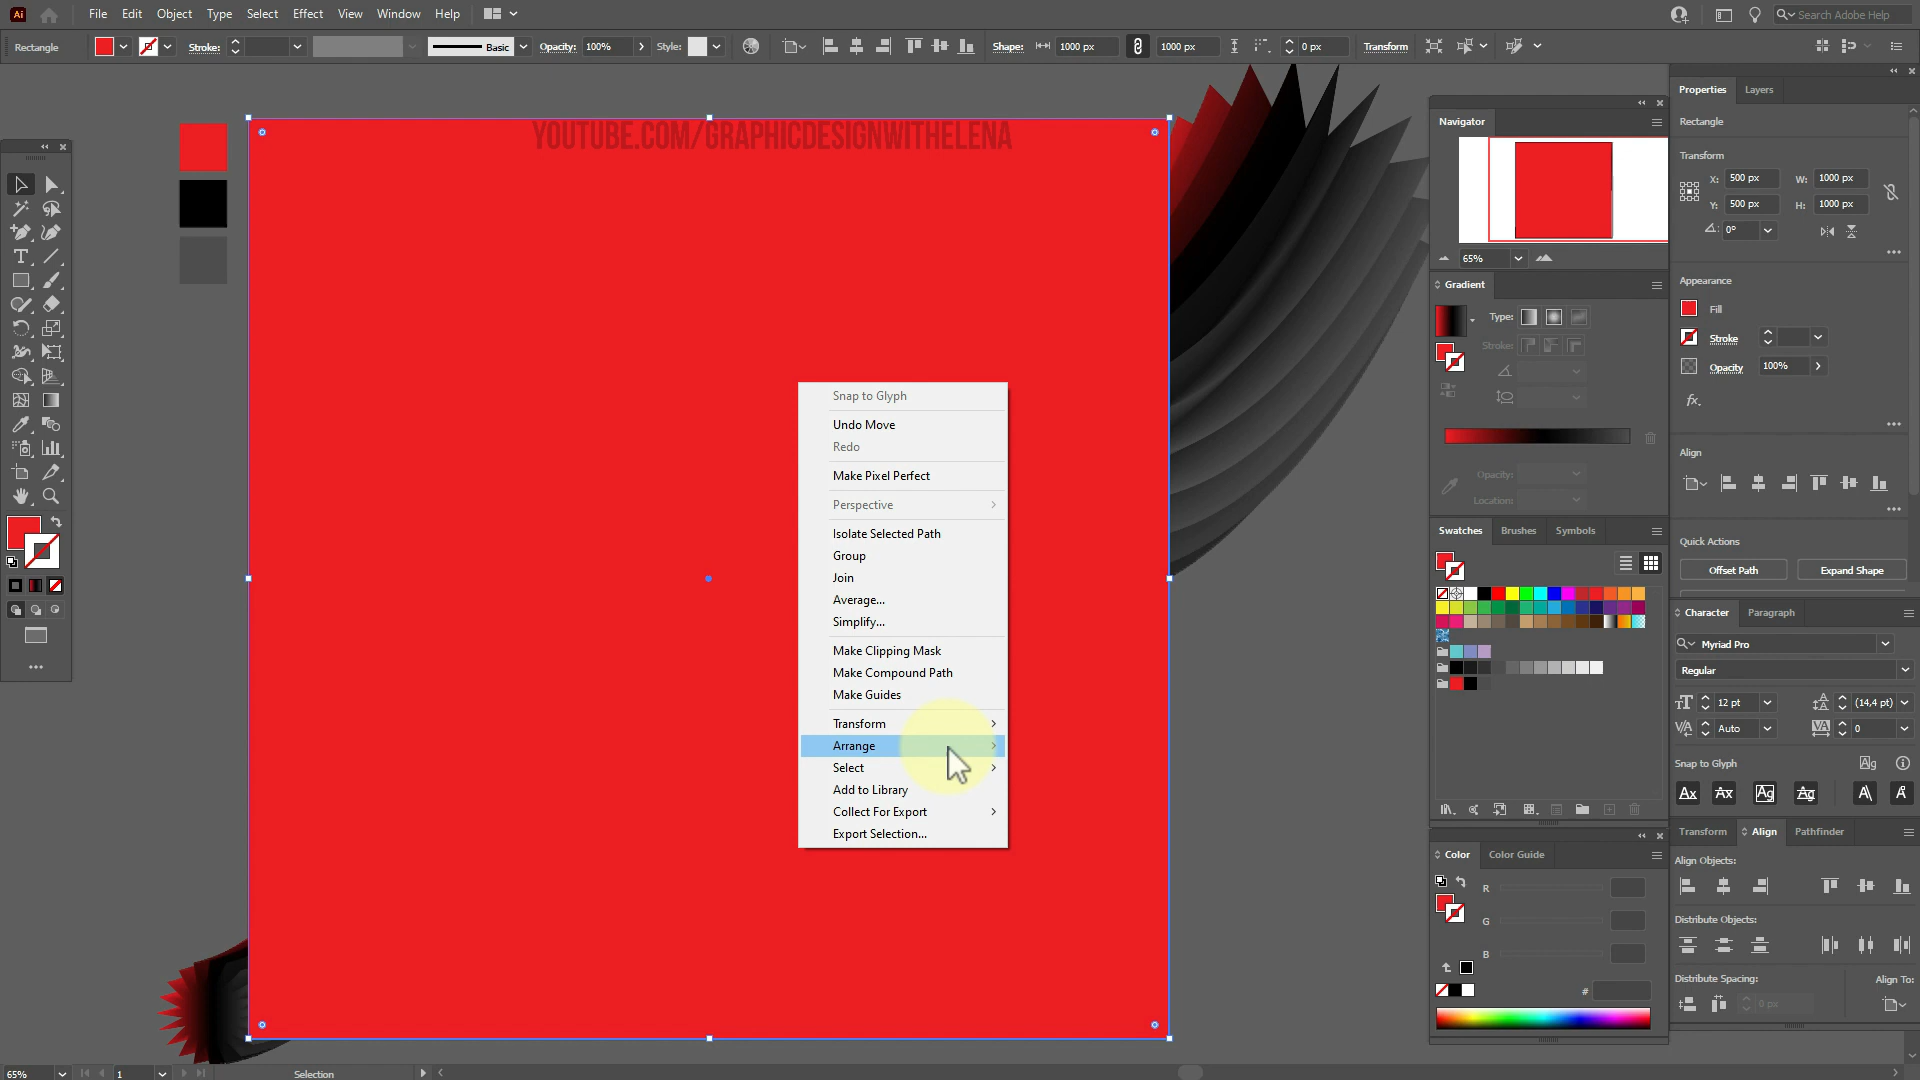 Ai File Edit Object Type Select Effect View Window Help Search Adobe Help
Rectangle Stroke: Basic Opacity: 100% Style: Shape: 1000 px 1000 px 0 px Transform
YOUTUBE.COM/GRAPHICDESIGNWITHELENA
Snap to Glyph
Undo Move
Redo
Make Pixel Perfect
Perspective
Isolate Selected Path
Group
Join
Average...
Simplify...
Make Clipping Mask
Make Compound Path
Make Guides
Transform
Arrange
Select
Add to Library
Collect For Export
Export Selection...
Navigator
65%
Gradient
Type:
Stroke:
Opacity:
Location:
Swatches Brushes Symbols
Color Color Guide
R
G
B
#
Properties Layers
Rectangle
Transform
X: 500 px W: 1000 px
Y: 500 px H: 1000 px
0°
Appearance
Fill
Stroke
Opacity 100%
fx.
Align
Quick Actions
Offset Path Expand Shape
Character Paragraph
Myriad Pro
Regular
12 pt (14,4 pt)
Auto 0
Snap to Glyph
Transform Align Pathfinder
Align Objects:
Distribute Objects:
Distribute Spacing: Align To:
0 px
65% 1 Selection